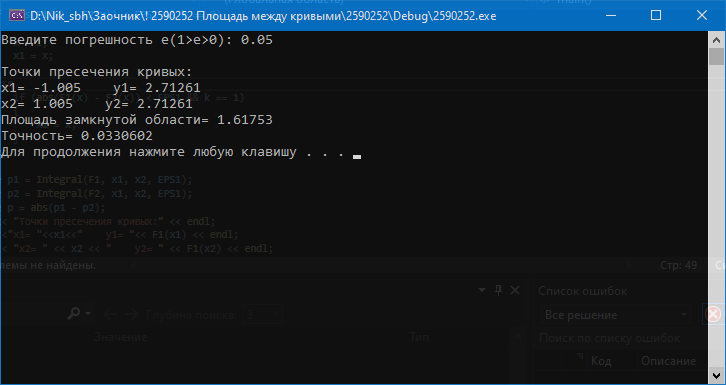 D:\Nik_sbh\Заочник\2590252 Площадь между кривыми\2590252\Debug\2590252.exe
Введите погрешность e(1>e>0): 0.05
x1 = x;
Точки пресечения кривых:
x1= -1.005    y1= 2.71261
x2= 1.005    y2= 2.71261
Площадь замкнутой области= 1.61753
Точность= 0.0330602
Для продолжения нажмите любую клавишу . . .
p1 = Integral(F1, x1, x2, EPS1);
p2 = Integral(F2, x1, x2, EPS1);
p = abs(p1 - p2);
< "Точки пресечения кривых:" << endl;
<"x1= "<<x1<<"    y1= "<< F1(x1) << endl;
< "x2= " << x2 << "    y2= " << F1(x2) << endl;
лемы не найдены.
Стр: 49
Список ошибок
Глубина поиска:
Все решение
Значение
Тип
Поиск по списку ошибок
Код
Описание